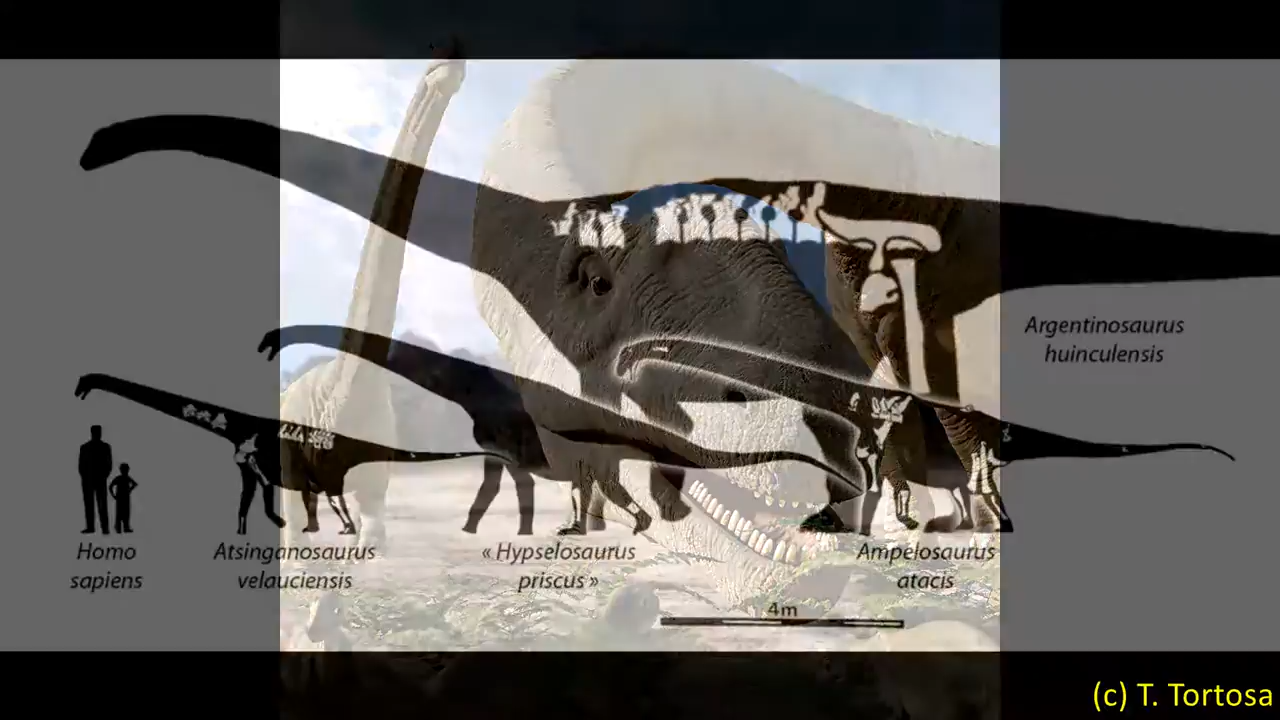 Argentinosaurus
huinculensis
Homo
sapiens
Atsinganosaurus
velauciensis
« Hypselosaurus
priscus »
Ampelosaurus
atacis
4m
(c) T. Tortosa